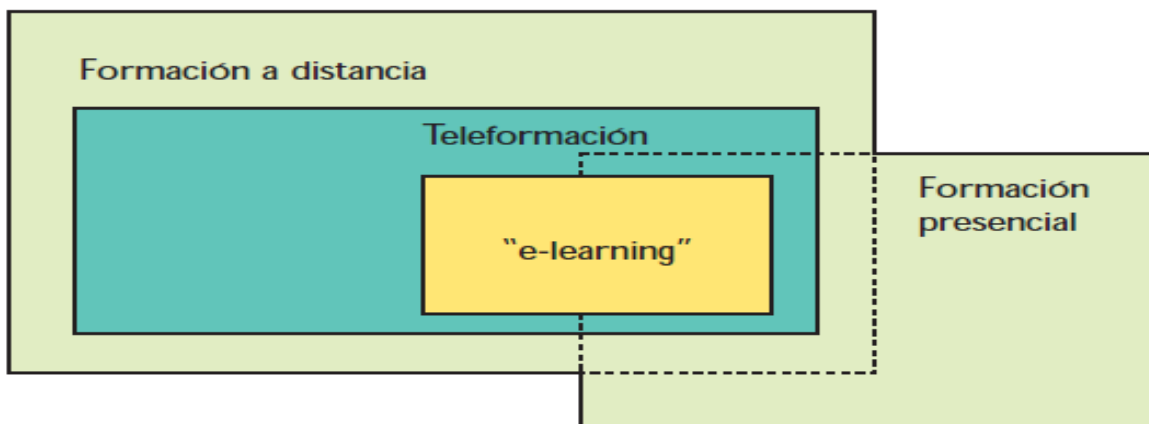 Formación a distancia
Teleformación
Formación
presencial
“e-learning”